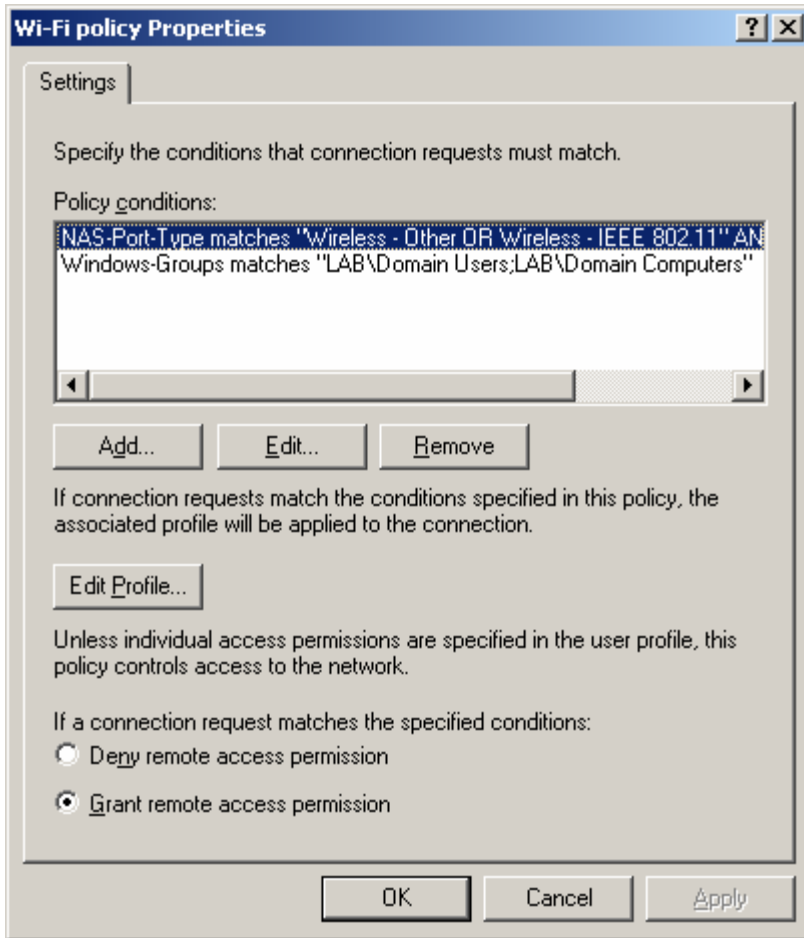 Wi-Fi policy Properties
Settings
Specify the conditions that connection requests must match.
Policy conditions:
NAS-Port-Type matches "Wireless - Other OR Wireless - IEEE 802.11" AN
Windows-Groups matches "LAB\Domain Users;LAB\Domain Computers"
Add... Edit... Remove
If connection requests match the conditions specified in this policy, the
associated profile will be applied to the connection.
Edit Profile...
Unless individual access permissions are specified in the user profile, this
policy controls access to the network.
If a connection request matches the specified conditions:
Deny remote access permission
Grant remote access permission
OK Cancel Apply